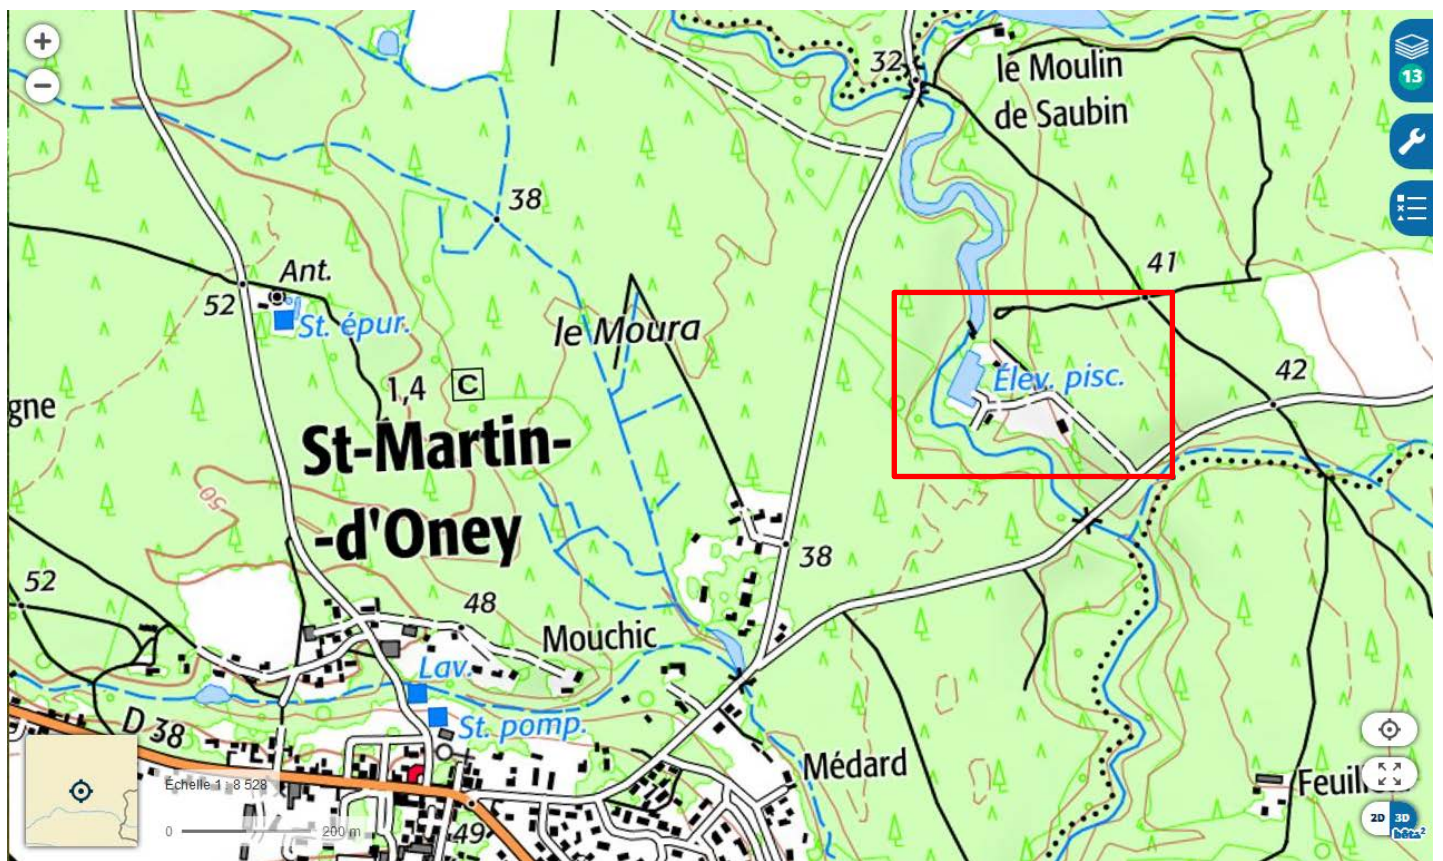 +
−
13
32
le Moulin
de Saubin
38
41
Ant.
52
St. épur.
le Moura
42
Élev. pisc.
1,4 C
gne
St-Martin-
-d'Oney
50
38
52
48
Mouchic
Lav.
St. pomp.
D 38
Médard
Échelle 1 : 8 528
0 200 m
49
2D 3D
bêta